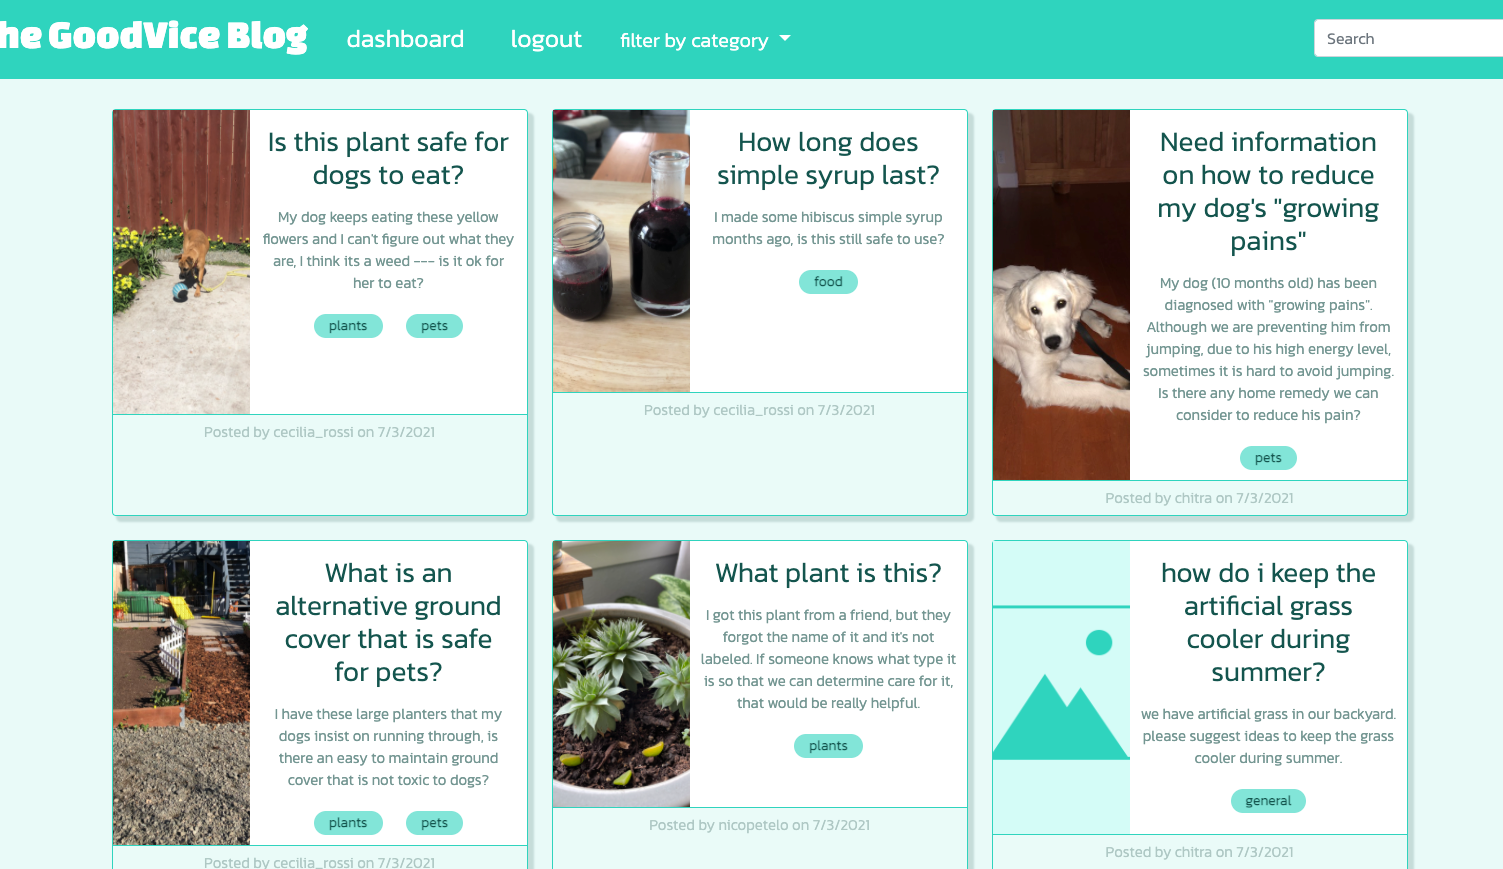 he GoodVice Blog
dashboard
logout
filter by category
Search
Is this plant safe for
dogs to eat?
My dog keeps eating these yellow
flowers and I can't figure out what they
are, I think its a weed --- is it ok for
her to eat?
plants pets
Posted by cecilia_rossi on 7/3/2021
How long does
simple syrup last?
I made some hibiscus simple syrup
months ago, is this still safe to use?
food
Posted by cecilia_rossi on 7/3/2021
Need information
on how to reduce
my dog's "growing
pains"
My dog (10 months old) has been
diagnosed with "growing pains".
Although we are preventing him from
jumping, due to his high energy level,
sometimes it is hard to avoid jumping.
Is there any home remedy we can
consider to reduce his pain?
pets
Posted by chitra on 7/3/2021
What is an
alternative ground
cover that is safe
for pets?
I have these large planters that my
dogs insist on running through, is
there an easy to maintain ground
cover that is not toxic to dogs?
plants pets
Posted by cecilia_rossi on 7/3/2021
What plant is this?
I got this plant from a friend, but they
forgot the name of it and it's not
labeled. If someone knows what type it
is so that we can determine care for it,
that would be really helpful.
plants
Posted by nicopetelo on 7/3/2021
how do i keep the
artificial grass
cooler during
summer?
we have artificial grass in our backyard.
please suggest ideas to keep the grass
cooler during summer.
general
Posted by chitra on 7/3/2021